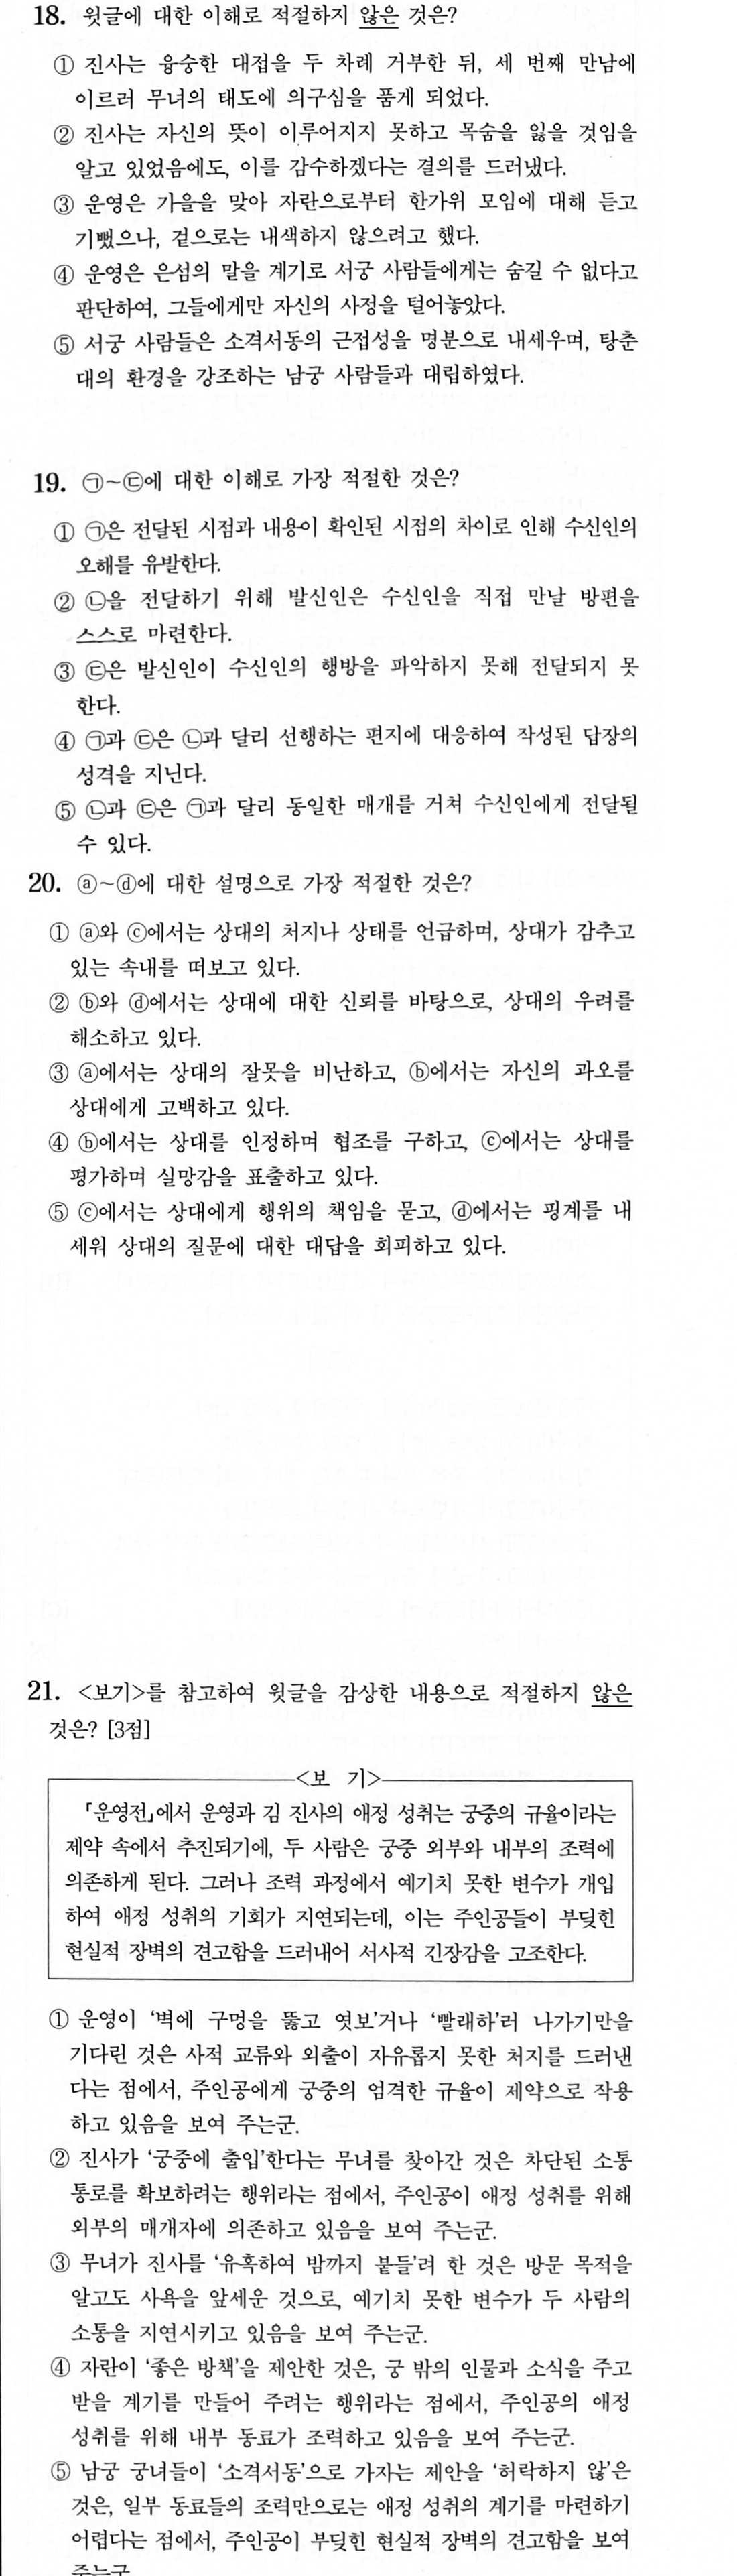 18. 윗글에 대한 이해로 적절하지 않은 것은?
① 진사는 융숭한 대접을 두 차례 거부한 뒤, 세 번째 만남에
이르러 무녀의 태도에 의구심을 품게 되었다.
② 진사는 자신의 뜻이 이루어지지 못하고 목숨을 잃을 것임을
알고 있었음에도, 이를 감수하겠다는 결의를 드러냈다.
③ 운영은 가을을 맞아 자란으로부터 한가위 모임에 대해 듣고
기뻤으나, 겉으로는 내색하지 않으려고 했다.
④ 운영은 은섬의 말을 계기로 서궁 사람들에게는 숨길 수 없다고
판단하여, 그들에게만 자신의 사정을 털어놓았다.
⑤ 서궁 사람들은 소격서동의 근접성을 명분으로 내세우며, 탕춘
대의 환경을 강조하는 남궁 사람들과 대립하였다.
19. ㉠~㉢에 대한 이해로 가장 적절한 것은?
① ㉠은 전달된 시점과 내용이 확인된 시점의 차이로 인해 수신인의
오해를 유발한다.
② ㉡을 전달하기 위해 발신인은 수신인을 직접 만날 방편을
스스로 마련한다.
③ ㉢은 발신인이 수신인의 행방을 파악하지 못해 전달되지 못
한다.
④ ㉠과 ㉢은 ㉡과 달리 선행하는 편지에 대응하여 작성된 답장의
성격을 지닌다.
⑤ ㉡과 ㉢은 ㉠과 달리 동일한 매개를 거쳐 수신인에게 전달될
수 있다.
20. ⓐ~ⓓ에 대한 설명으로 가장 적절한 것은?
① ⓐ와 ⓒ에서는 상대의 처지나 상태를 언급하며, 상대가 감추고
있는 속내를 떠보고 있다.
② ⓑ와 ⓓ에서는 상대에 대한 신뢰를 바탕으로, 상대의 우려를
해소하고 있다.
③ ⓐ에서는 상대의 잘못을 비난하고, ⓑ에서는 자신의 과오를
상대에게 고백하고 있다.
④ ⓑ에서는 상대를 인정하며 협조를 구하고, ⓒ에서는 상대를
평가하며 실망감을 표출하고 있다.
⑤ ⓒ에서는 상대에게 행위의 책임을 묻고, ⓓ에서는 핑계를 내
세워 상대의 질문에 대한 대답을 회피하고 있다.
21. <보기>를 참고하여 윗글을 감상한 내용으로 적절하지 않은
것은? [3점]
<보 기>
「운영전」에서 운영과 김 진사의 애정 성취는 궁중의 규율이라는
제약 속에서 추진되기에, 두 사람은 궁중 외부와 내부의 조력에
의존하게 된다. 그러나 조력 과정에서 예기치 못한 변수가 개입
하여 애정 성취의 기회가 지연되는데, 이는 주인공들이 부딪힌
현실적 장벽의 견고함을 드러내어 서사적 긴장감을 고조한다.
① 운영이 '벽에 구멍을 뚫고 엿보'거나 '빨래하'러 나가기만을
기다린 것은 사적 교류와 외출이 자유롭지 못한 처지를 드러낸
다는 점에서, 주인공에게 궁중의 엄격한 규율이 제약으로 작용
하고 있음을 보여 주는군.
② 진사가 '궁중에 출입'한다는 무녀를 찾아간 것은 차단된 소통
통로를 확보하려는 행위라는 점에서, 주인공이 애정 성취를 위해
외부의 매개자에 의존하고 있음을 보여 주는군.
③ 무녀가 진사를 '유혹하여 밤까지 붙들'려 한 것은 방문 목적을
알고도 사욕을 앞세운 것으로, 예기치 못한 변수가 두 사람의
소통을 지연시키고 있음을 보여 주는군.
④ 자란이 '좋은 방책'을 제안한 것은, 궁 밖의 인물과 소식을 주고
받을 계기를 만들어 주려는 행위라는 점에서, 주인공의 애정
성취를 위해 내부 동료가 조력하고 있음을 보여 주는군.
⑤ 남궁 궁녀들이 '소격서동'으로 가자는 제안을 '허락하지 않'은
것은, 일부 동료들의 조력만으로는 애정 성취의 계기를 마련하기
어렵다는 점에서, 주인공이 부딪힌 현실적 장벽의 견고함을 보여
주는군